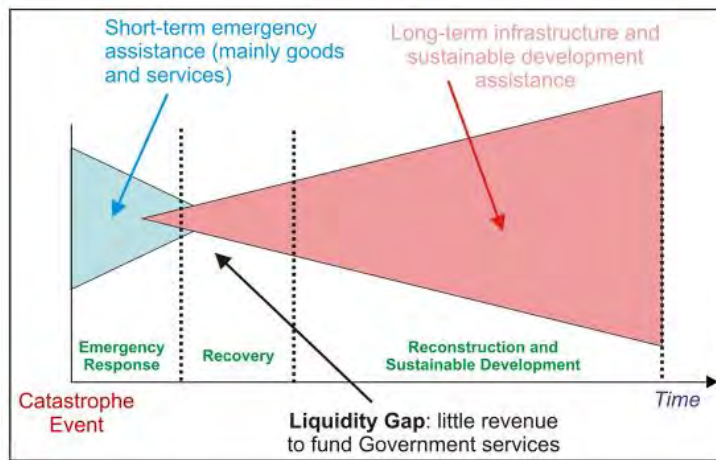 Short-term emergency
assistance (mainly goods
and services)
Long-term infrastructure and
sustainable development
assistance
Emergency
Response
Recovery
Reconstruction and
Sustainable Development
Catastrophe
Event
Time
Liquidity Gap: little revenue
to fund Government services